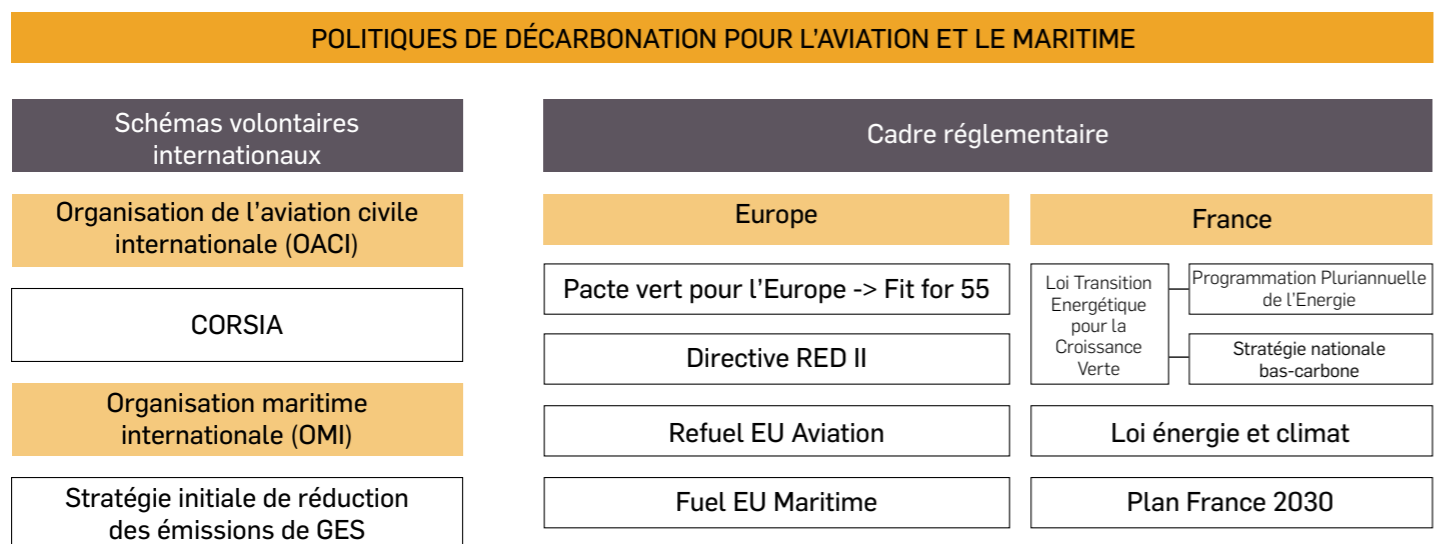 POLITIQUES DE DÉCARBONATION POUR L'AVIATION ET LE MARITIME
Schémas volontaires
internationaux
Organisation de l'aviation civile
internationale (OACI)
CORSIA
Organisation maritime
internationale (OMI)
Stratégie initiale de réduction
des émissions de GES
Cadre réglementaire
Europe
Pacte vert pour l'Europe -> Fit for 55
Directive RED II
Refuel EU Aviation
Fuel EU Maritime
France
Loi Transition
Energétique
pour la
Croissance
Verte
Programmation Pluriannuelle
de l'Energie
Stratégie nationale
bas-carbone
Loi énergie et climat
Plan France 2030